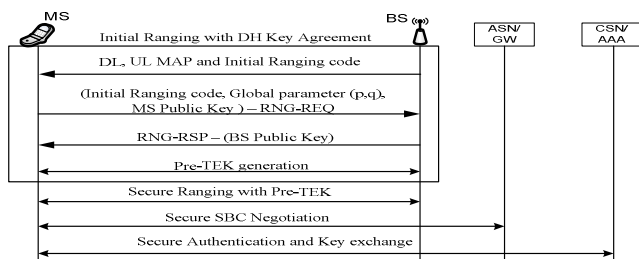 MS
BS
ASN/
GW
CSN/
AAA
Initial Ranging with DH Key Agreement
DL, UL MAP and Initial Ranging code
(Initial Ranging code, Global parameter (p,q),
MS Public Key ) – RNG-REQ
RNG-RSP – (BS Public Key)
Pre-TEK generation
Secure Ranging with Pre-TEK
Secure SBC Negotiation
Secure Authentication and Key exchange